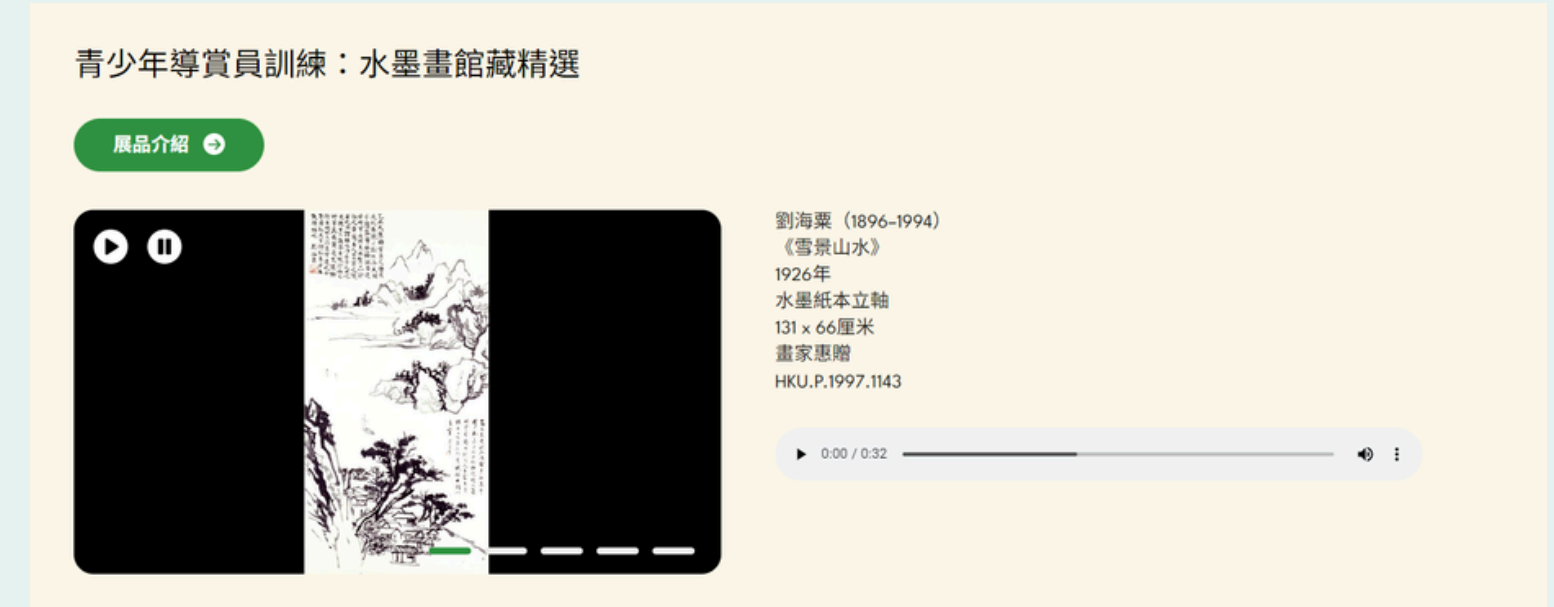 青少年導賞員訓練：水墨畫館藏精選
展品介紹
劉海粟（1896–1994）
《雪景山水》
1926年
水墨紙本立軸
131 x 66厘米
畫家惠贈
HKU.P.1997.1143
0:00 / 0:32